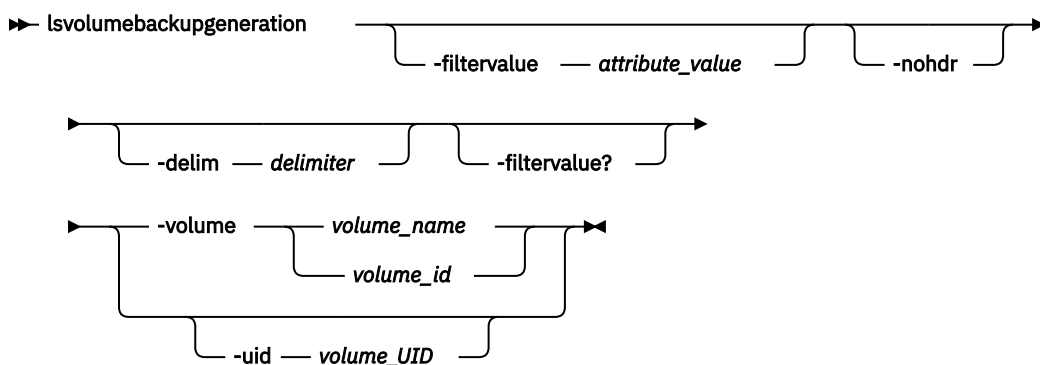 lsvolumebackupgeneration
-filtervalue attribute_value -nohdr
-delim delimiter -filtervalue?
-volume volume_name
volume_id
-uid volume_UID